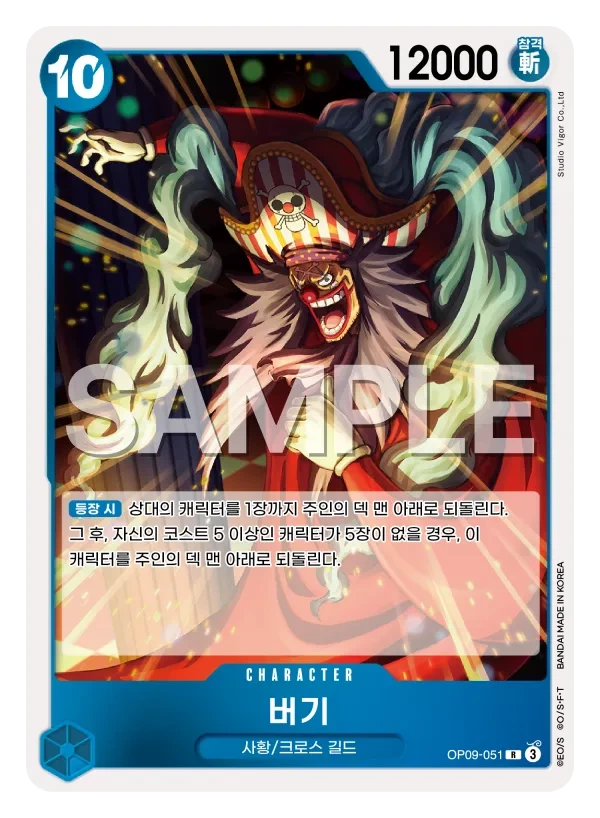 10
12000
참격
斬
Studio Vigor Co.,Ltd
SAMPLE
등장 시 상대의 캐릭터를 1장까지 주인의 덱 맨 아래로 되돌린다.
그 후, 자신의 코스트 5 이상인 캐릭터가 5장이 없을 경우, 이
캐릭터를 주인의 덱 맨 아래로 되돌린다.
CHARACTER
버기
사황/크로스 길드
OP09-051 R 3
©EO/S ©O/S·F·T BANDAI MADE IN KOREA